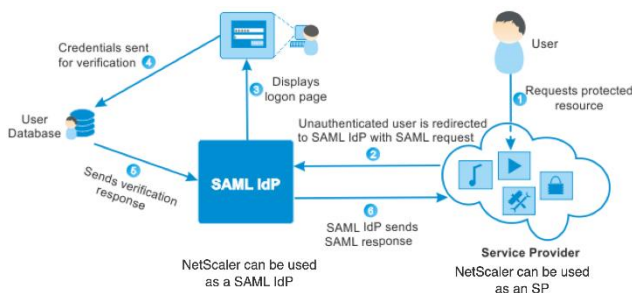 Credentials sent
for verification 4
User
3 Displays
logon page
1 Requests protected
resource
User
Database
Unauthenticated user is redirected
to SAML IdP with SAML request
2
5
Sends verification
response
SAML IdP
6
SAML IdP sends
SAML response
Service Provider
NetScaler can be used
as a SAML IdP
NetScaler can be used
as an SP